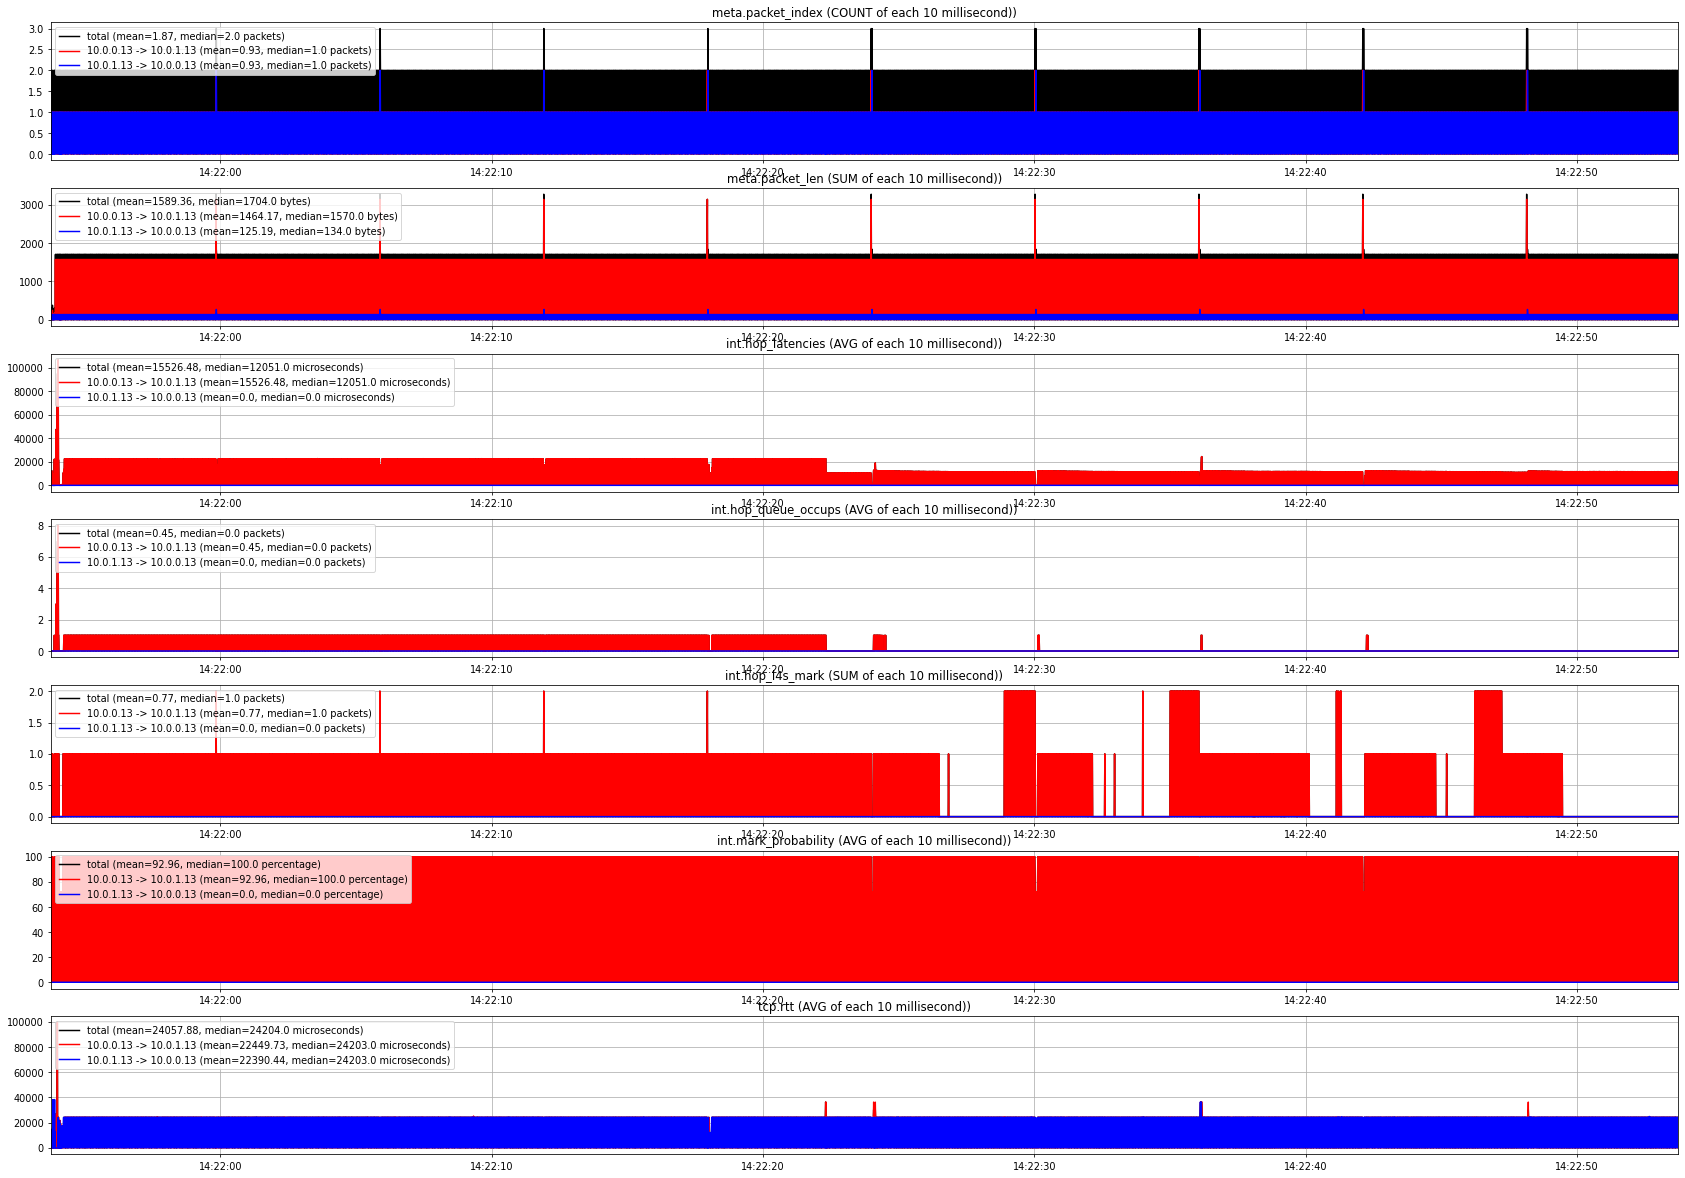 meta.packet_index (COUNT of each 10 millisecond))
3.0
2.5
2.0
1.5
1.0
0.5
0.0
total (mean=1.87, median=2.0 packets)
10.0.0.13 -> 10.0.1.13 (mean=0.93, median=1.0 packets)
10.0.1.13 -> 10.0.0.13 (mean=0.93, median=1.0 packets)
14:22:00 14:22:10 14:22:20 14:22:30 14:22:40 14:22:50
meta.packet_len (SUM of each 10 millisecond))
3000
2000
1000
0
total (mean=1589.36, median=1704.0 bytes)
10.0.0.13 -> 10.0.1.13 (mean=1464.17, median=1570.0 bytes)
10.0.1.13 -> 10.0.0.13 (mean=125.19, median=134.0 bytes)
14:22:00 14:22:10 14:22:20 14:22:30 14:22:40 14:22:50
int.hop_latencies (AVG of each 10 millisecond))
100000
80000
60000
40000
20000
0
total (mean=15526.48, median=12051.0 microseconds)
10.0.0.13 -> 10.0.1.13 (mean=15526.48, median=12051.0 microseconds)
10.0.1.13 -> 10.0.0.13 (mean=0.0, median=0.0 microseconds)
14:22:00 14:22:10 14:22:20 14:22:30 14:22:40 14:22:50
int.hop_queue_occups (AVG of each 10 millisecond))
8
6
4
2
0
total (mean=0.45, median=0.0 packets)
10.0.0.13 -> 10.0.1.13 (mean=0.45, median=0.0 packets)
10.0.1.13 -> 10.0.0.13 (mean=0.0, median=0.0 packets)
14:22:00 14:22:10 14:22:20 14:22:30 14:22:40 14:22:50
int.hop_l4s_mark (SUM of each 10 millisecond))
2.0
1.5
1.0
0.5
0.0
total (mean=0.77, median=1.0 packets)
10.0.0.13 -> 10.0.1.13 (mean=0.77, median=1.0 packets)
10.0.1.13 -> 10.0.0.13 (mean=0.0, median=0.0 packets)
14:22:00 14:22:10 14:22:20 14:22:30 14:22:40 14:22:50
int.mark_probability (AVG of each 10 millisecond))
100
80
60
40
20
0
total (mean=92.96, median=100.0 percentage)
10.0.0.13 -> 10.0.1.13 (mean=92.96, median=100.0 percentage)
10.0.1.13 -> 10.0.0.13 (mean=0.0, median=0.0 percentage)
14:22:00 14:22:10 14:22:20 14:22:30 14:22:40 14:22:50
tcp.rtt (AVG of each 10 millisecond))
100000
80000
60000
40000
20000
0
total (mean=24057.88, median=24204.0 microseconds)
10.0.0.13 -> 10.0.1.13 (mean=22449.73, median=24203.0 microseconds)
10.0.1.13 -> 10.0.0.13 (mean=22390.44, median=24203.0 microseconds)
14:22:00 14:22:10 14:22:20 14:22:30 14:22:40 14:22:50